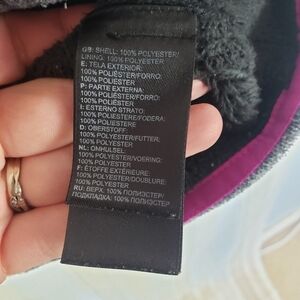 GB: SHELL: 100% POLYESTER/
LINING: 100% POLYESTER
E: TELA EXTERIOR:
100% POLIÉSTER/FORRO:
100% POLIÉSTER
P: PARTE EXTERNA:
100% POLIÉSTER/FORRO:
100% POLIÉSTER
I: ESTERNO STRATO:
100% POLIESTERE/FODERA:
100% POLIESTERE
D: OBERSTOFF:
100% POLYESTER/FUTTER:
100% POLYESTER
NL: OMHULSEL:
100% POLYESTER/VOERING:
100% POLYESTER
F: ÉTOFFE EXTÉRIEURE:
100% POLYESTER/DOUBLURE:
100% POLYESTER
RU: ВЕРХ: 100% ПОЛИЭСТЕР/
ПОДКЛАДКА: 100% ПОЛИЭСТЕР